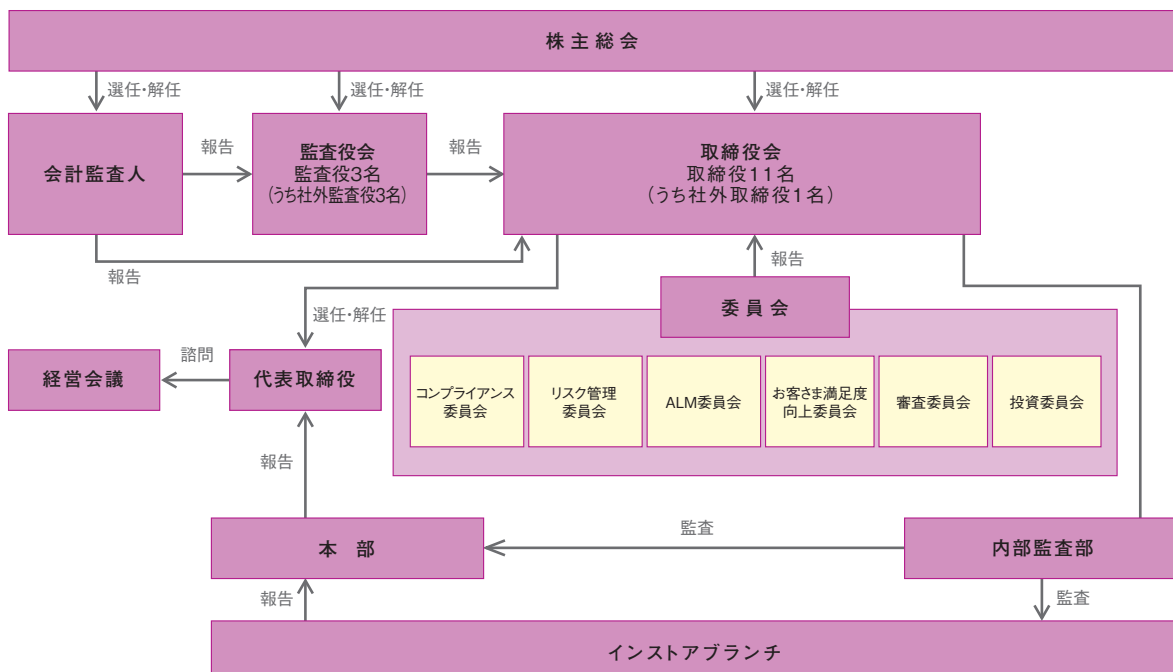 株主総会
選任・解任
選任・解任
選任・解任
会計監査人
報告
監査役会
監査役3名
(うち社外監査役3名)
報告
取締役会
取締役11名
(うち社外取締役1名)
報告
報告
委員会
選任・解任
経営会議
諮問
代表取締役
コンプライアンス
委員会
リスク管理
委員会
ALM委員会
お客さま満足度
向上委員会
審査委員会
投資委員会
報告
本 部
監査
内部監査部
報告
監査
インストアブランチ